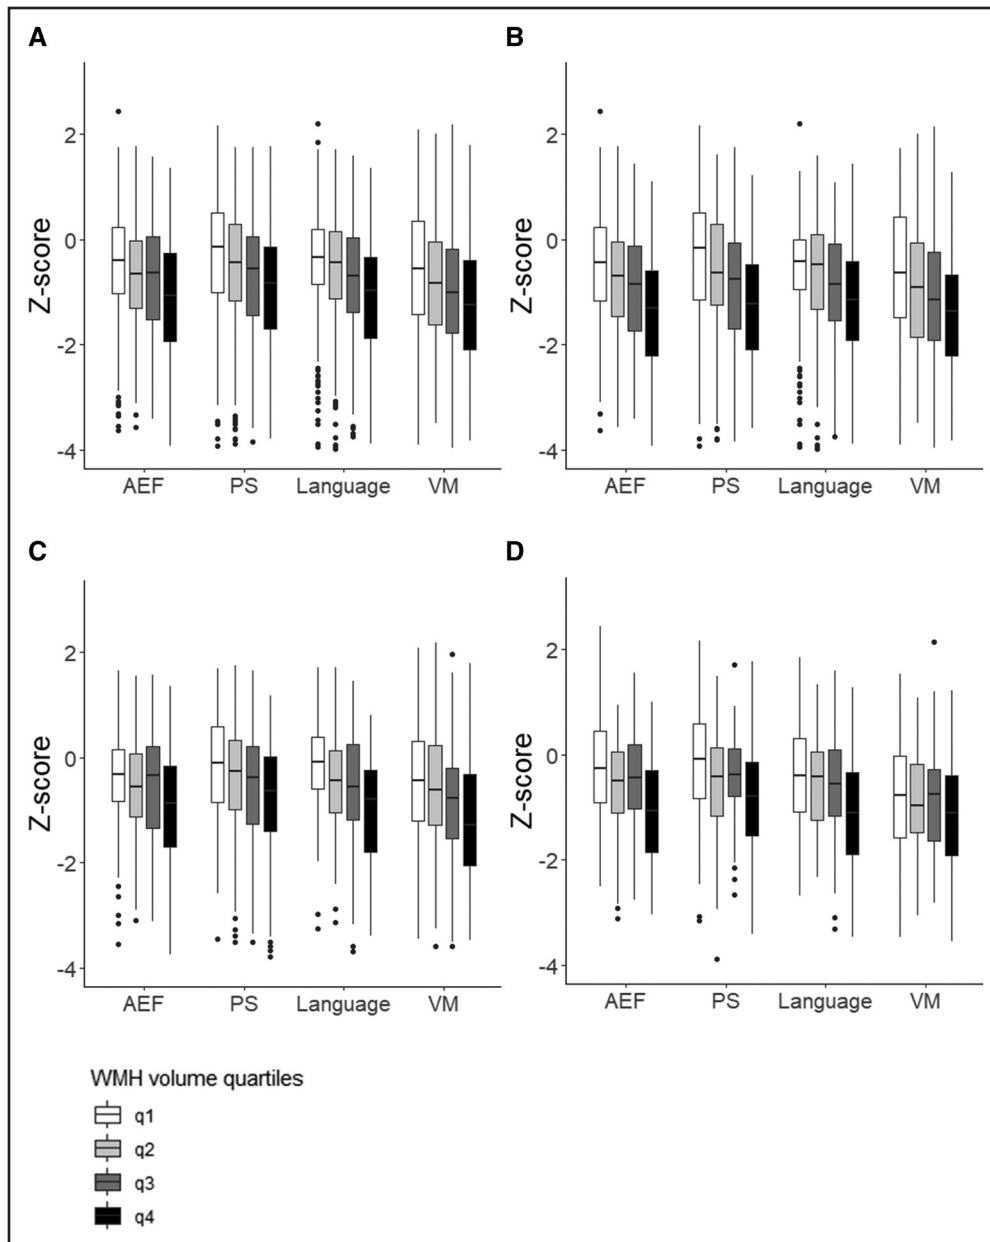 A
B
Z-score
2
0
-2
-4
AEF PS Language VM
Z-score
2
0
-2
-4
AEF PS Language VM
C
D
Z-score
2
0
-2
-4
AEF PS Language VM
Z-score
2
0
-2
-4
AEF PS Language VM
WMH volume quartiles
q1
q2
q3
q4